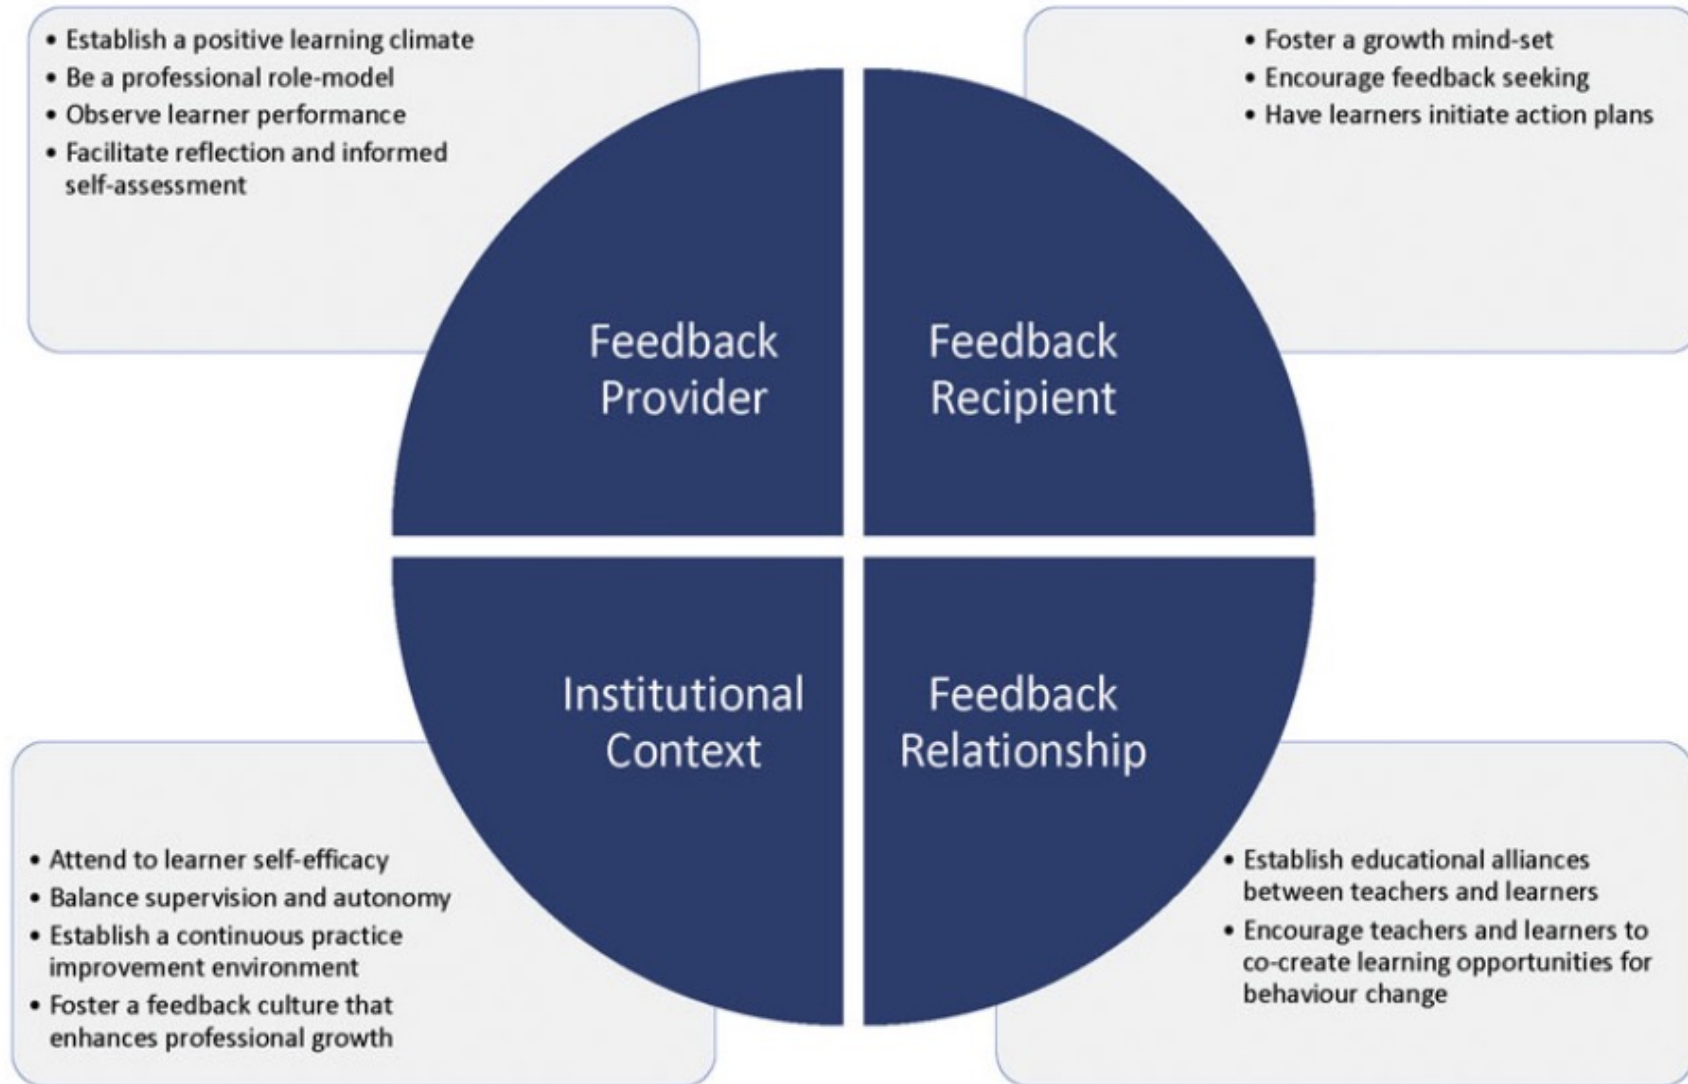 • Establish a positive learning climate
• Be a professional role-model
• Observe learner performance
• Facilitate reflection and informed
self-assessment
• Foster a growth mind-set
• Encourage feedback seeking
• Have learners initiate action plans
Feedback
Provider
Feedback
Recipient
Institutional
Context
Feedback
Relationship
• Attend to learner self-efficacy
• Balance supervision and autonomy
• Establish a continuous practice
improvement environment
• Foster a feedback culture that
enhances professional growth
• Establish educational alliances
between teachers and learners
• Encourage teachers and learners to
co-create learning opportunities for
behaviour change